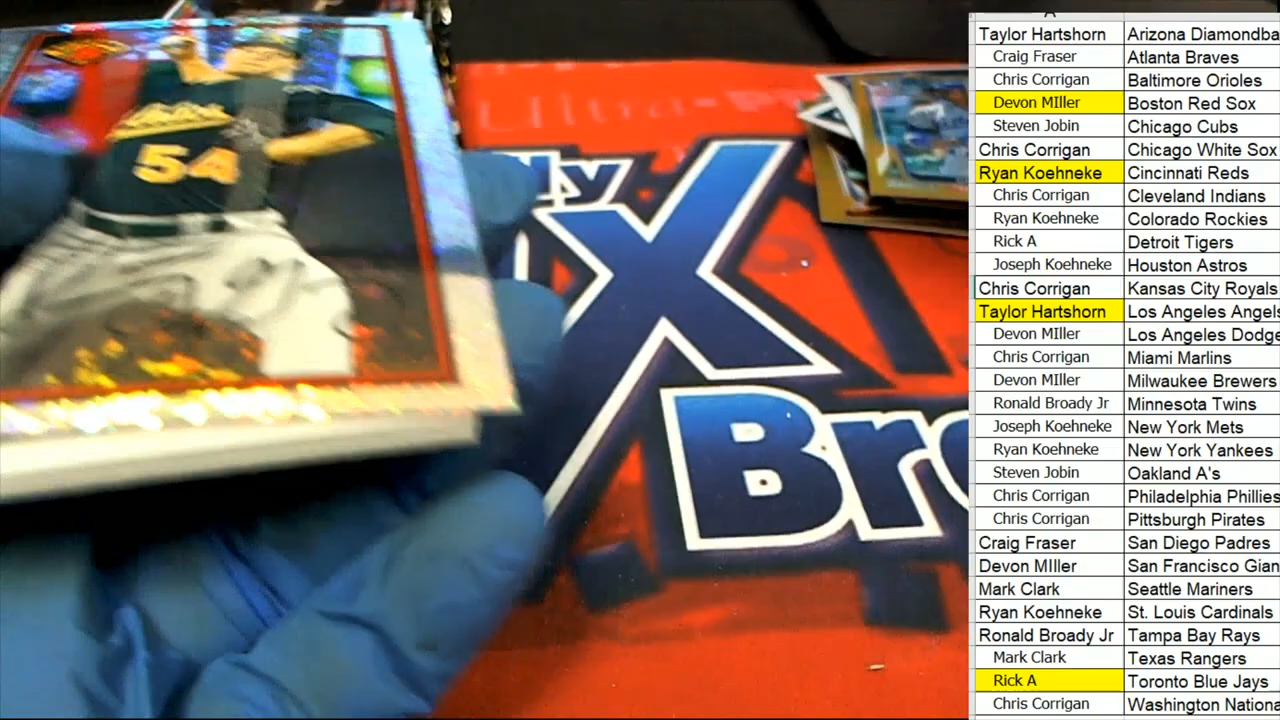 Taylor Hartshorn Arizona Diamondba
Craig Fraser Atlanta Braves
Chris Corrigan Baltimore Orioles
Devon MIller Boston Red Sox
Steven Jobin Chicago Cubs
Chris Corrigan Chicago White Sox
Ryan Koehneke Cincinnati Reds
Chris Corrigan Cleveland Indians
Ryan Koehneke Colorado Rockies
Rick A Detroit Tigers
Joseph Koehneke Houston Astros
Chris Corrigan Kansas City Royals
Taylor Hartshorn Los Angeles Angels
Devon MIller Los Angeles Dodge
Chris Corrigan Miami Marlins
Devon MIller Milwaukee Brewers
Ronald Broady Jr Minnesota Twins
Joseph Koehneke New York Mets
Ryan Koehneke New York Yankees
Steven Jobin Oakland A's
Chris Corrigan Philadelphia Phillies
Chris Corrigan Pittsburgh Pirates
Craig Fraser San Diego Padres
Devon MIller San Francisco Gian
Mark Clark Seattle Mariners
Ryan Koehneke St. Louis Cardinals
Ronald Broady Jr Tampa Bay Rays
Mark Clark Texas Rangers
Rick A Toronto Blue Jays
Chris Corrigan Washington Nationa
54
Ultra-
ly
X
Br